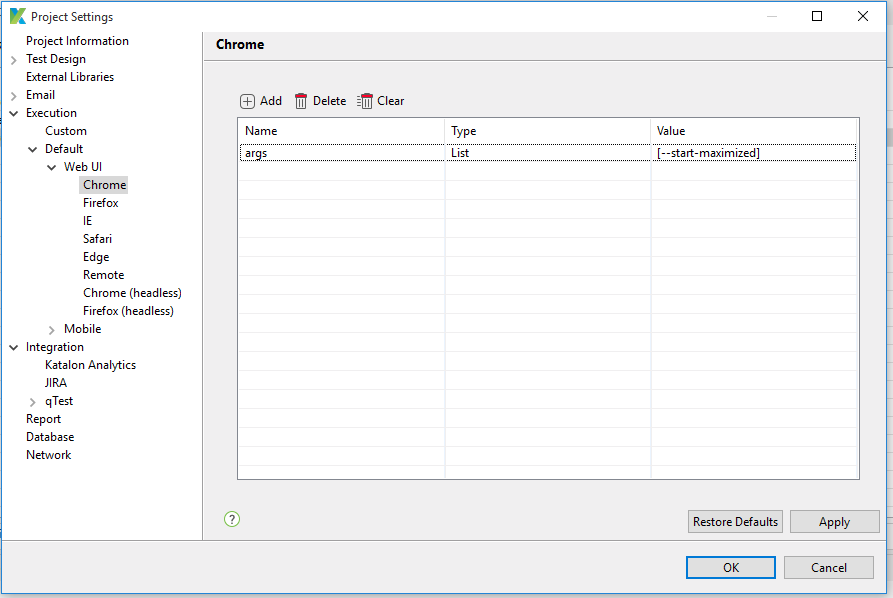 Project Settings
Project Information
Test Design
External Libraries
Email
Execution
Custom
Default
Web UI
Chrome
Firefox
IE
Safari
Edge
Remote
Chrome (headless)
Firefox (headless)
Mobile
Integration
Katalon Analytics
JIRA
qTest
Report
Database
Network
Chrome
Add Delete Clear
Name Type Value
args List [--start-maximized]
?
Restore Defaults Apply
OK Cancel